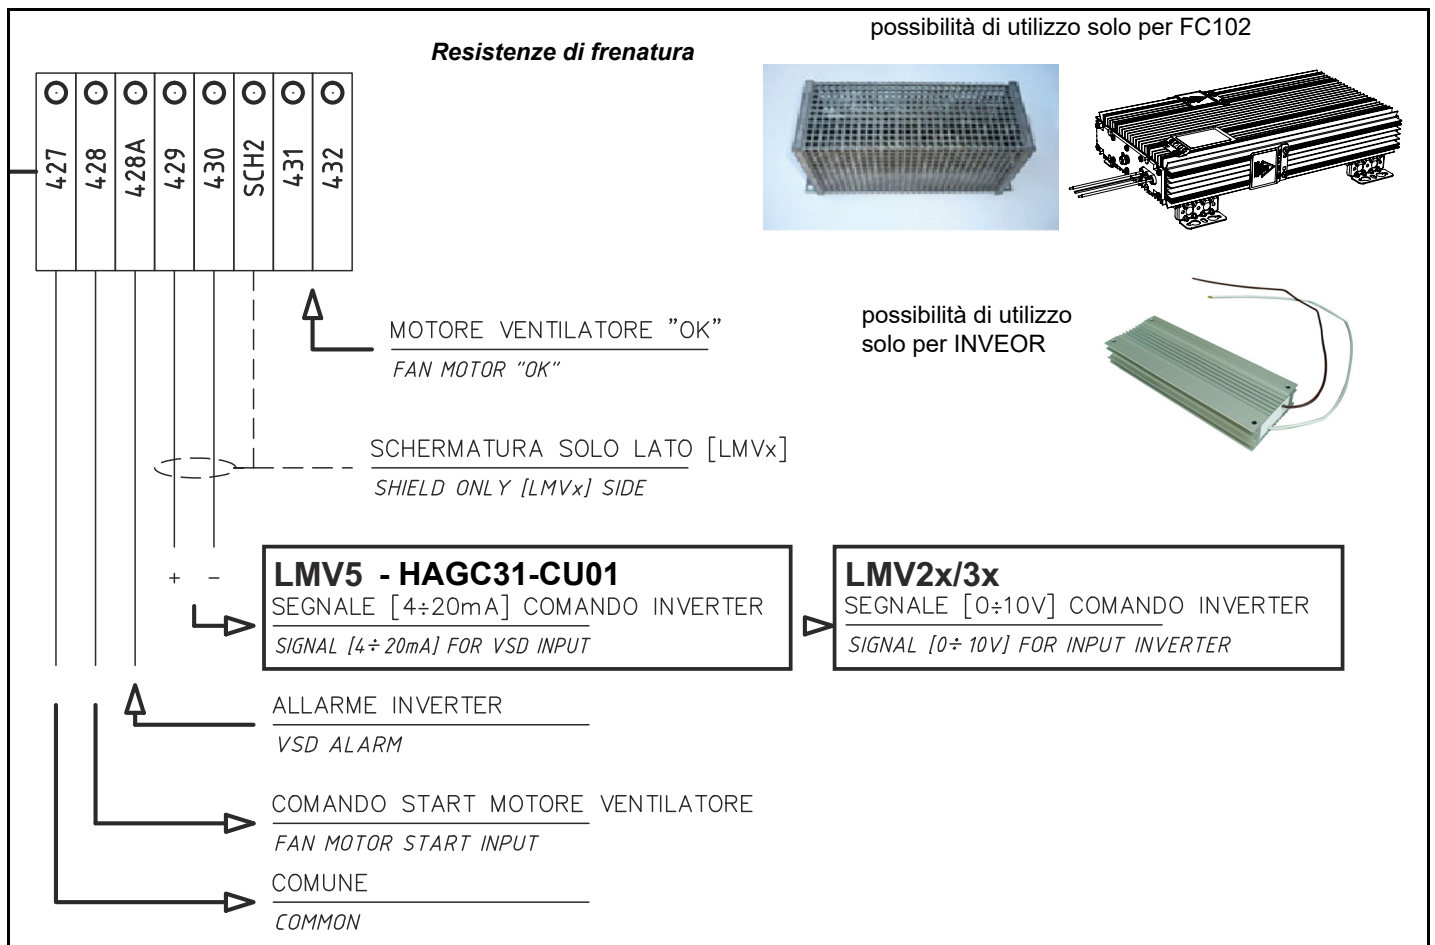 possibilità di utilizzo solo per FC102
Resistenze di frenatura
427
428
428A
429
430
SCH2
431
432
possibilità di utilizzo
solo per INVEOR
MOTORE VENTILATORE "OK"
FAN MOTOR "OK"
SCHERMATURA SOLO LATO [LMVx]
SHIELD ONLY [LMVx] SIDE
+ −
LMV5 - HAGC31-CU01
SEGNALE [4÷20mA] COMANDO INVERTER
SIGNAL [4÷20mA] FOR VSD INPUT
LMV2x/3x
SEGNALE [0÷10V] COMANDO INVERTER
SIGNAL [0÷10V] FOR INPUT INVERTER
ALLARME INVERTER
VSD ALARM
COMANDO START MOTORE VENTILATORE
FAN MOTOR START INPUT
COMUNE
COMMON